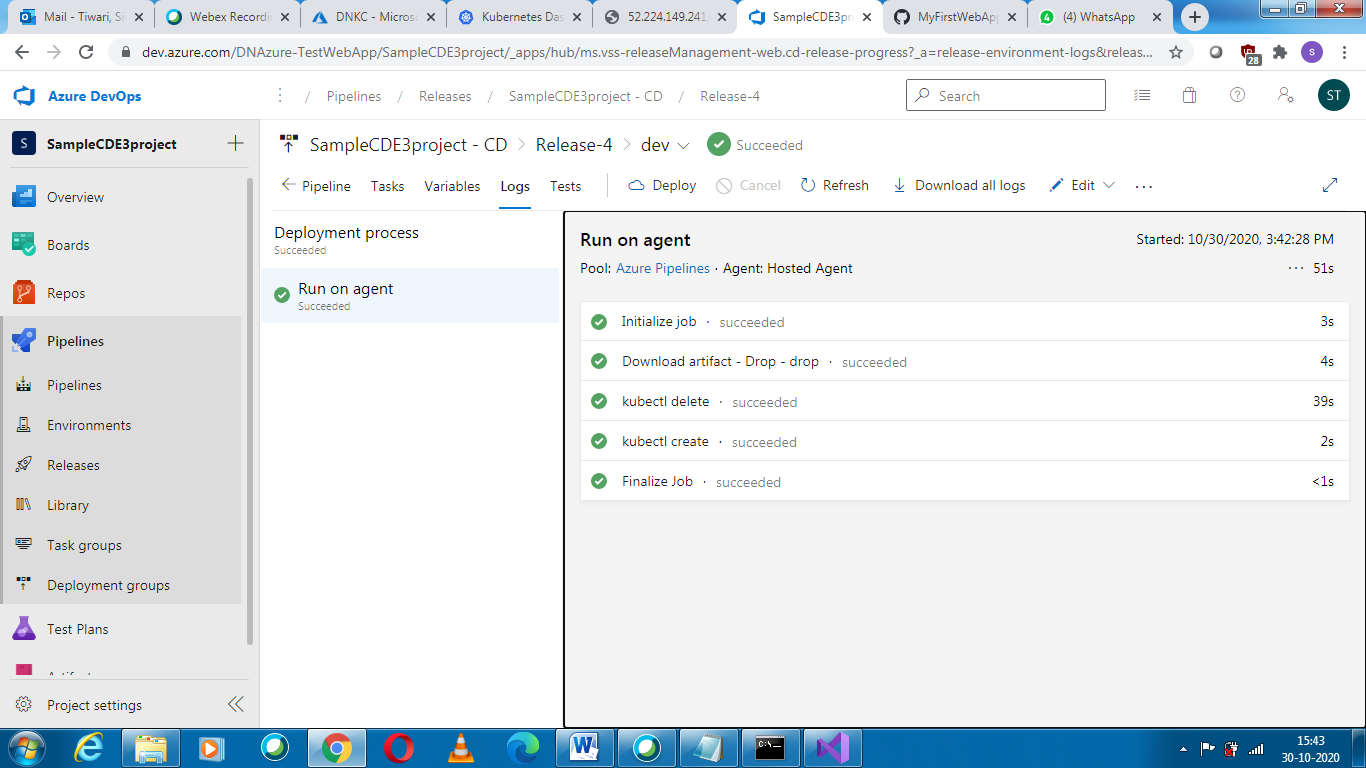 Mail - Tiwari, Si
Webex Recordi
DNKC - Micros
Kubernetes Das
52.224.149.241
SampleCDE3pr
MyFirstWebApp
(4) WhatsApp
dev.azure.com/DNAzure-TestWebApp/SampleCDE3project/_apps/hub/ms.vss-releaseManagement-web.cd-release-progress?_a=release-environment-logs&releas...
28
S
Azure DevOps
/ Pipelines / Releases / SampleCDE3project - CD / Release-4
Search
ST
S SampleCDE3project
SampleCDE3project - CD > Release-4 > dev Succeeded
Pipeline Tasks Variables Logs Tests Deploy Cancel Refresh Download all logs Edit ...
Overview
Boards
Repos
Pipelines
Pipelines
Environments
Releases
Library
Task groups
Deployment groups
Test Plans
Project settings
Deployment process
Succeeded
Run on agent
Succeeded
Run on agent Started: 10/30/2020, 3:42:28 PM
Pool: Azure Pipelines · Agent: Hosted Agent ... 51s
Initialize job · succeeded 3s
Download artifact - Drop - drop · succeeded 4s
kubectl delete · succeeded 39s
kubectl create · succeeded 2s
Finalize Job · succeeded <1s
15:43
30-10-2020